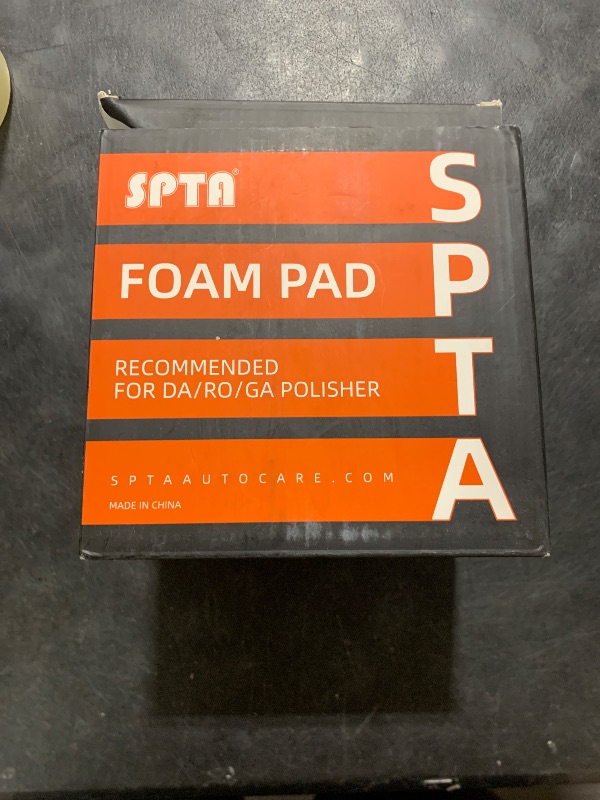 SPTA®
FOAM PAD
RECOMMENDED
FOR DA/RO/GA POLISHER
SPTAAUTOCARE.COM
MADE IN CHINA
SPTA